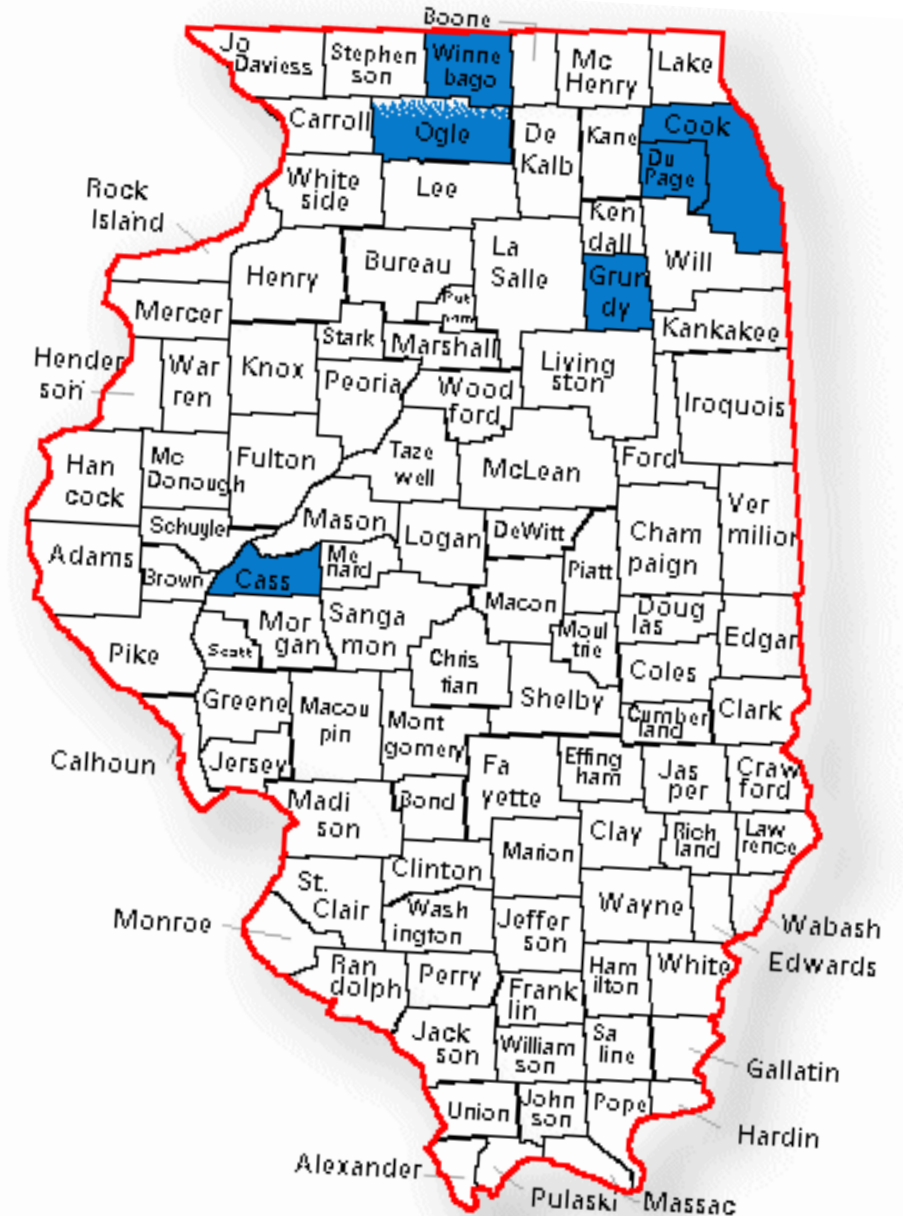 Boone
Jo
Daviess
Stephen
son
Winne
bago
Mc
Henry
Lake
Carroll
Ogle
De
Kalb
Kane
Cook
Du
Page
White
side
Lee
Rock
Island
Ken
dall
Will
Henry
Bureau
La
Salle
Grun
dy
Put
nam
Mercer
Stark
Marshall
Kankakee
Hender
son
War
ren
Knox
Peoria
Wood
ford
Living
ston
Iroquois
Han
cock
Mc
Donough
Fulton
Taze
well
McLean
Ford
Ver
milion
Schuyler
Mason
Logan
DeWitt
Cham
paign
Adams
Brown
Cass
Me
nard
Piatt
Macon
Pike
Scott
Mor
gan
Sanga
mon
Chris
tian
Moul
trie
Doug
las
Edgar
Coles
Shelby
Greene
Macou
pin
Mont
gomery
Cumber
land
Clark
Calhoun
Jersey
Fa
yette
Effing
ham
Jas
per
Craw
ford
Madi
son
Bond
Clay
Rich
land
Law
rence
Marion
Clinton
St.
Clair
Wash
ington
Jeffer
son
Wayne
Wabash
Edwards
Monroe
Ran
dolph
Perry
Frank
lin
Ham
ilton
White
Jack
son
William
son
Sa
line
Gallatin
Union
John
son
Pope
Hardin
Alexander
Pulaski
Massac